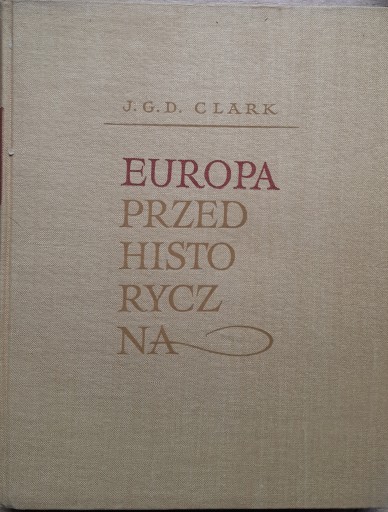 J. G. D. CLARK
EUROPA
PRZED
HISTO
RYCZ
NA